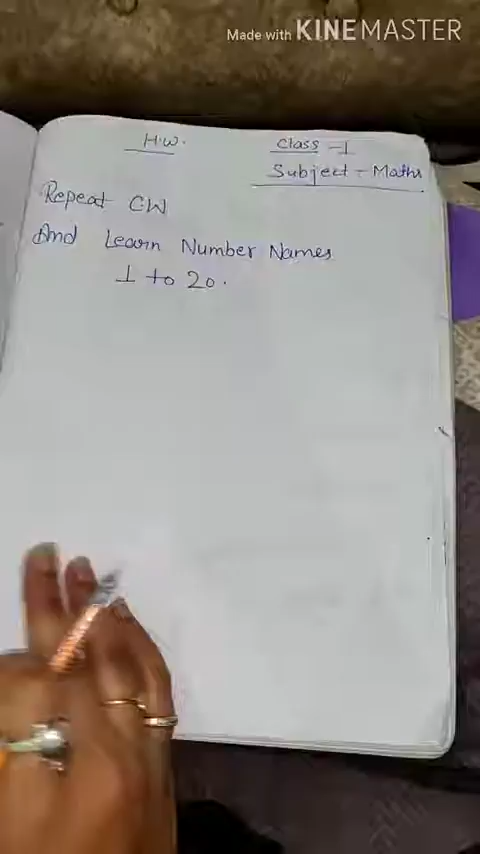 Made with KINEMASTER
H.W.
Class - 1
Subject - Maths
Repeat CW
And Learn Number Names
1 to 20.